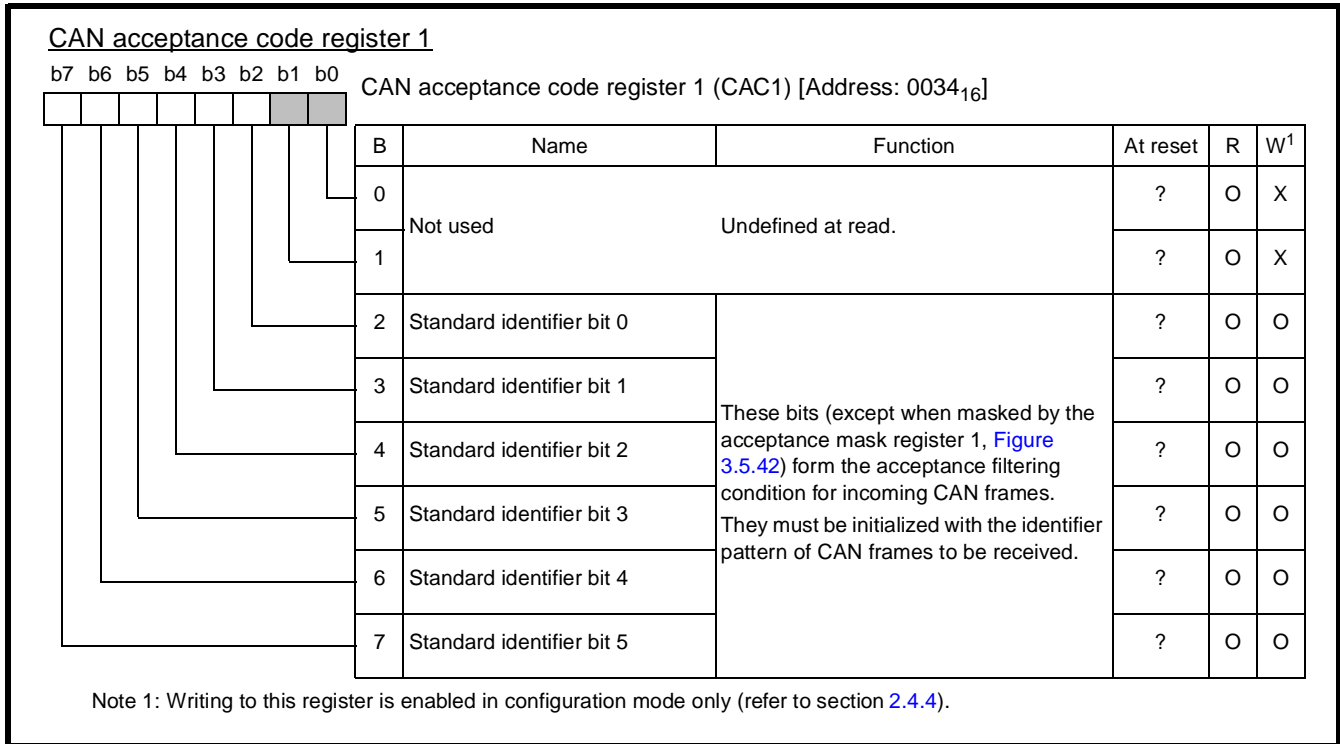 CAN acceptance code register 1
b7 b6 b5 b4 b3 b2 b1 b0
CAN acceptance code register 1 (CAC1) [Address: 0034₁₆]
B Name Function At reset R W¹
0 ? O X
Not used Undefined at read.
1 ? O X
2 Standard identifier bit 0 ? O O
3 Standard identifier bit 1 ? O O
These bits (except when masked by the
acceptance mask register 1, Figure
4 Standard identifier bit 2 ? O O
3.5.42) form the acceptance filtering
condition for incoming CAN frames.
5 Standard identifier bit 3 ? O O
They must be initialized with the identifier
pattern of CAN frames to be received.
6 Standard identifier bit 4 ? O O
7 Standard identifier bit 5 ? O O
Note 1: Writing to this register is enabled in configuration mode only (refer to section 2.4.4).